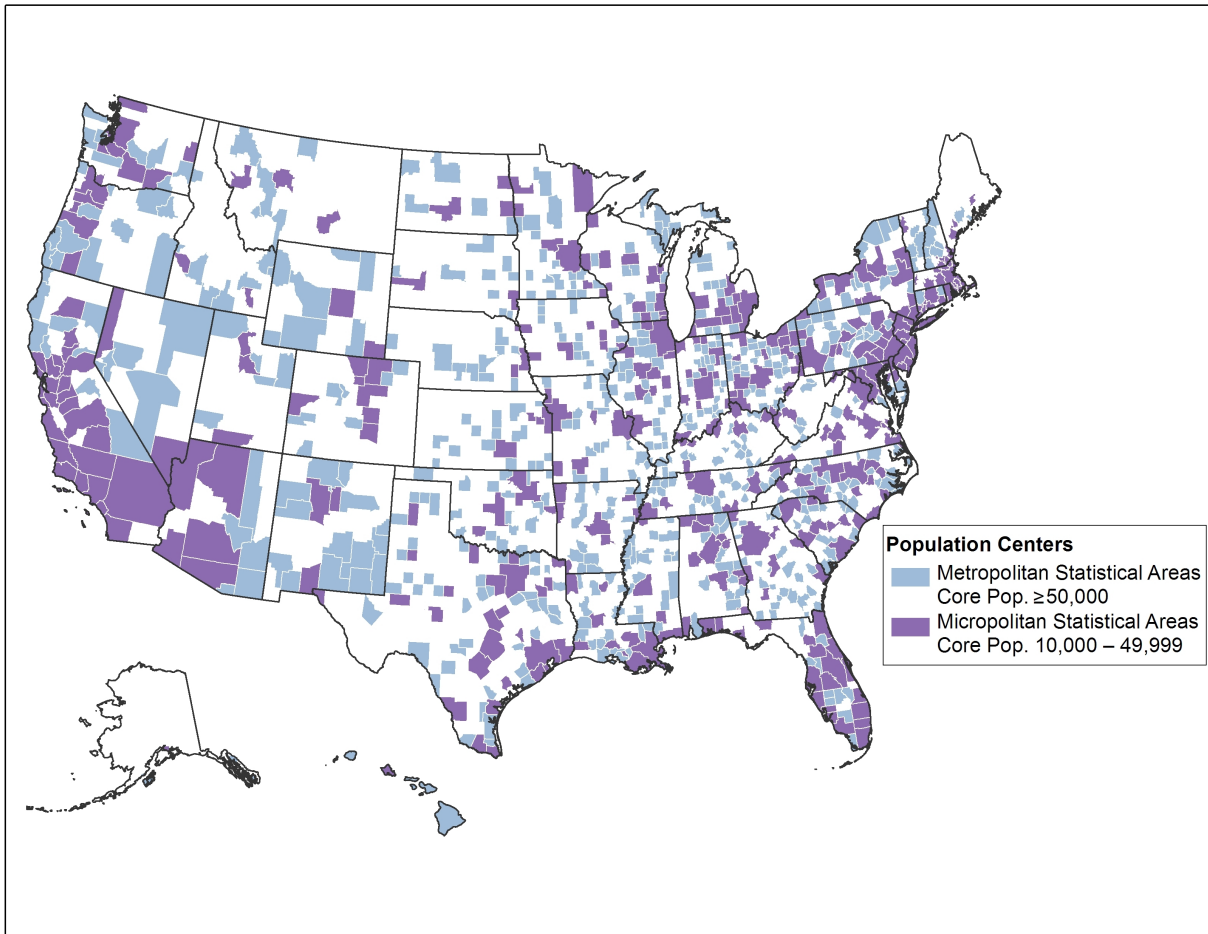 Population Centers
Metropolitan Statistical Areas
Core Pop. ≥50,000
Micropolitan Statistical Areas
Core Pop. 10,000 – 49,999